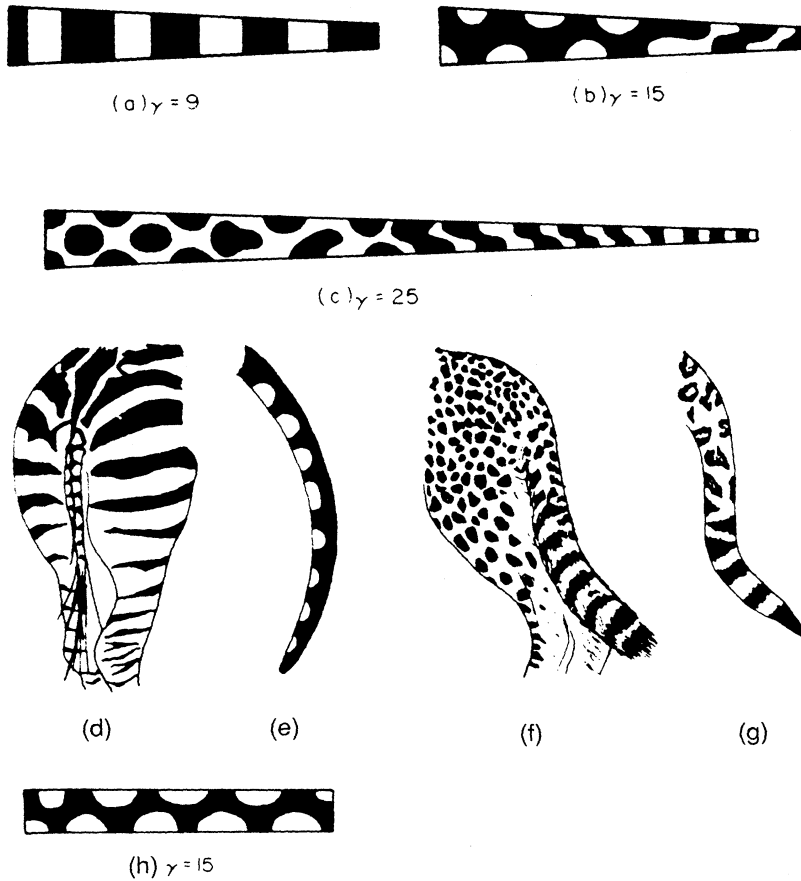 (a) γ = 9
(b) γ = 15
(c) γ = 25
(d)
(e)
(f)
(g)
(h) γ = 15